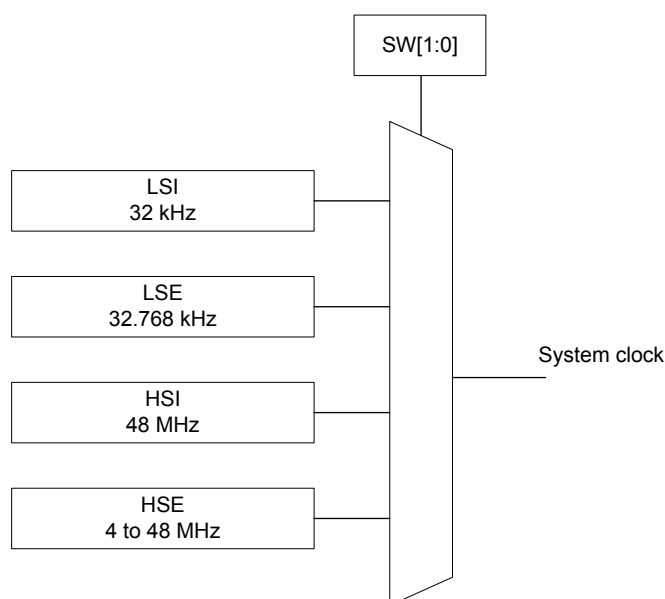 SW[1:0]
LSI
32 kHz
LSE
32.768 kHz
System clock
HSI
48 MHz
HSE
4 to 48 MHz